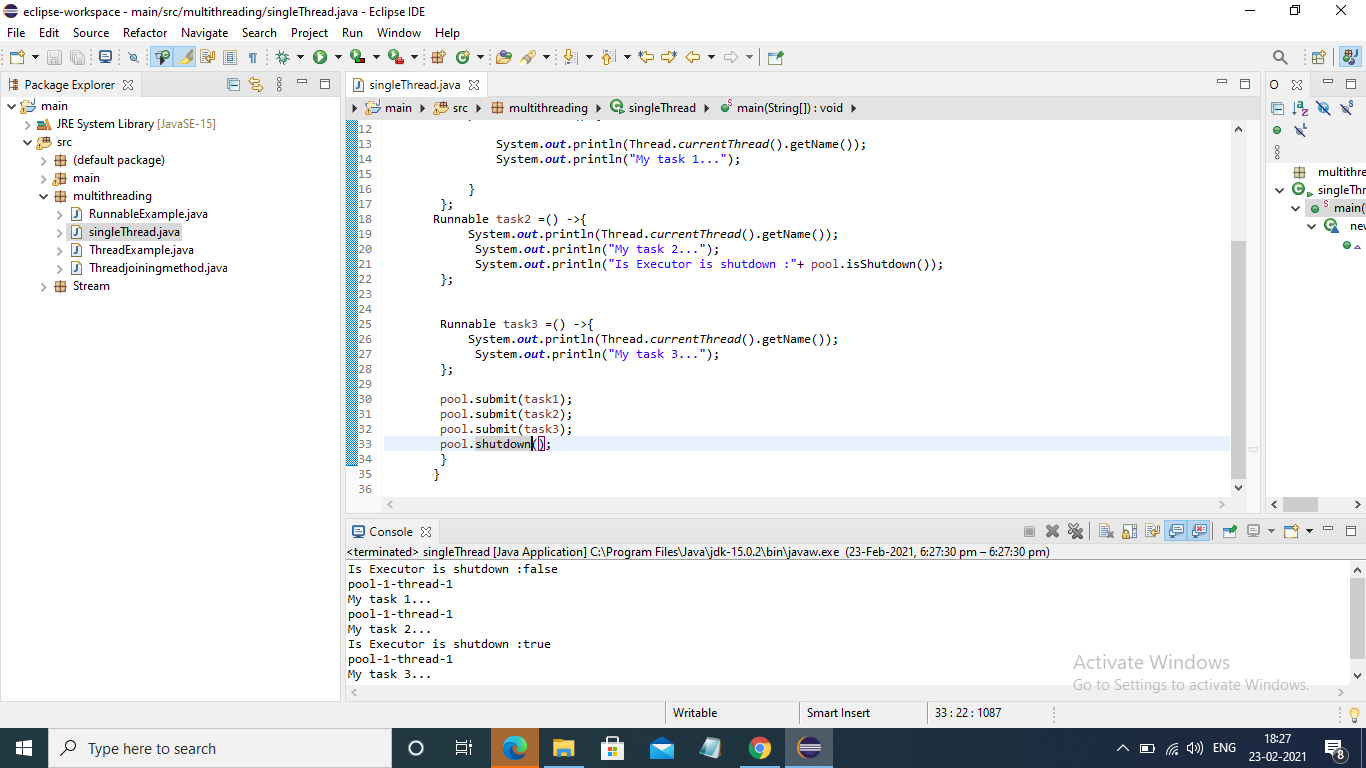 eclipse-workspace - main/src/multithreading/singleThread.java - Eclipse IDE
File Edit Source Refactor Navigate Search Project Run Window Help
Package Explorer
main
JRE System Library [JavaSE-15]
src
(default package)
main
multithreading
RunnableExample.java
singleThread.java
ThreadExample.java
Threadjoiningmethod.java
Stream
singleThread.java
main src multithreading singleThread main(String[]) : void
12
13 System.out.println(Thread.currentThread().getName());
14 System.out.println("My task 1...");
15
16 }
17 };
18 Runnable task2 =() ->{
19 System.out.println(Thread.currentThread().getName());
20 System.out.println("My task 2...");
21 System.out.println("Is Executor is shutdown :"+ pool.isShutdown());
22 };
23
24
25 Runnable task3 =() ->{
26 System.out.println(Thread.currentThread().getName());
27 System.out.println("My task 3...");
28 };
29
30 pool.submit(task1);
31 pool.submit(task2);
32 pool.submit(task3);
33 pool.shutdown();
34 }
35 }
36
O
multithre
singleThr
main(
nev
Console
<terminated> singleThread [Java Application] C:\Program Files\Java\jdk-15.0.2\bin\javaw.exe (23-Feb-2021, 6:27:30 pm – 6:27:30 pm)
Is Executor is shutdown :false
pool-1-thread-1
My task 1...
pool-1-thread-1
My task 2...
Is Executor is shutdown :true
pool-1-thread-1
My task 3...
Activate Windows
Go to Settings to activate Windows.
Writable Smart Insert 33 : 22 : 1087
Type here to search
ENG
18:27
23-02-2021
8